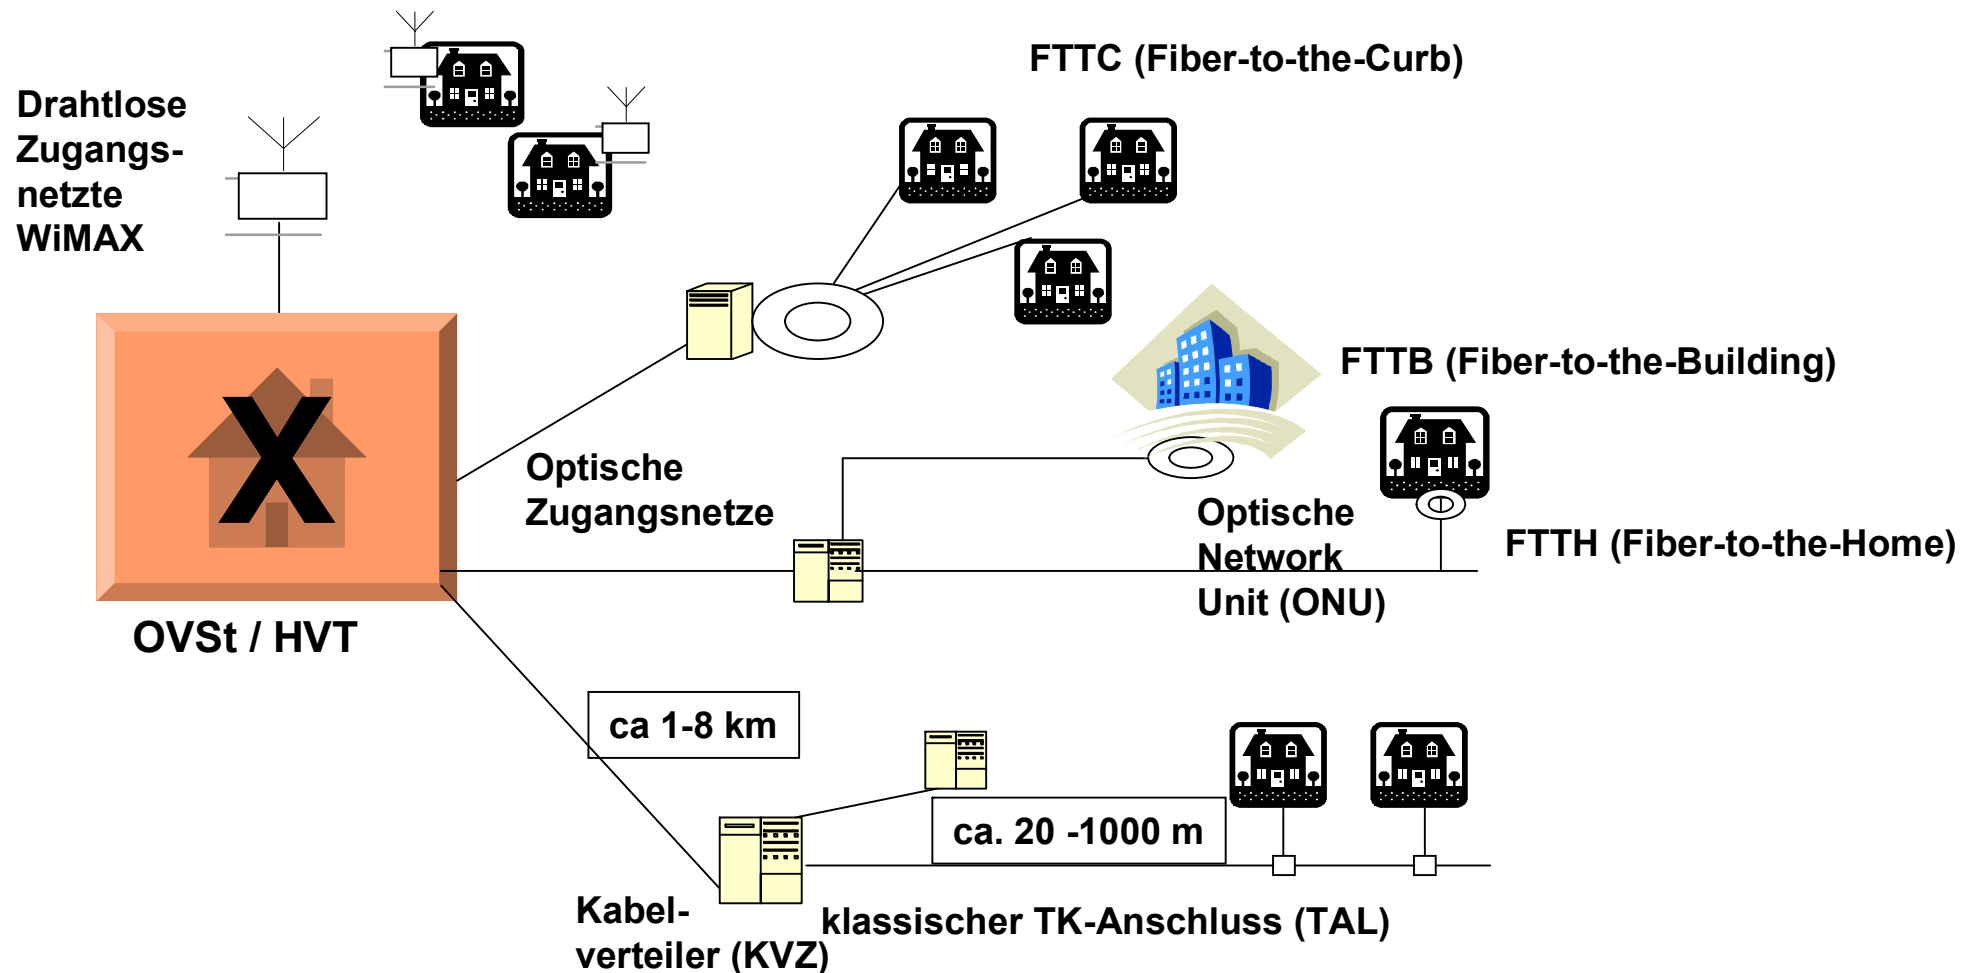 FTTC (Fiber-to-the-Curb)
Drahtlose
Zugangs-
netzte
WiMAX
FTTB (Fiber-to-the-Building)
X
Optische
Zugangsnetze
Optische
Network
Unit (ONU)
FTTH (Fiber-to-the-Home)
OVSt / HVT
ca 1-8 km
ca. 20 -1000 m
Kabel-
verteiler (KVZ)
klassischer TK-Anschluss (TAL)